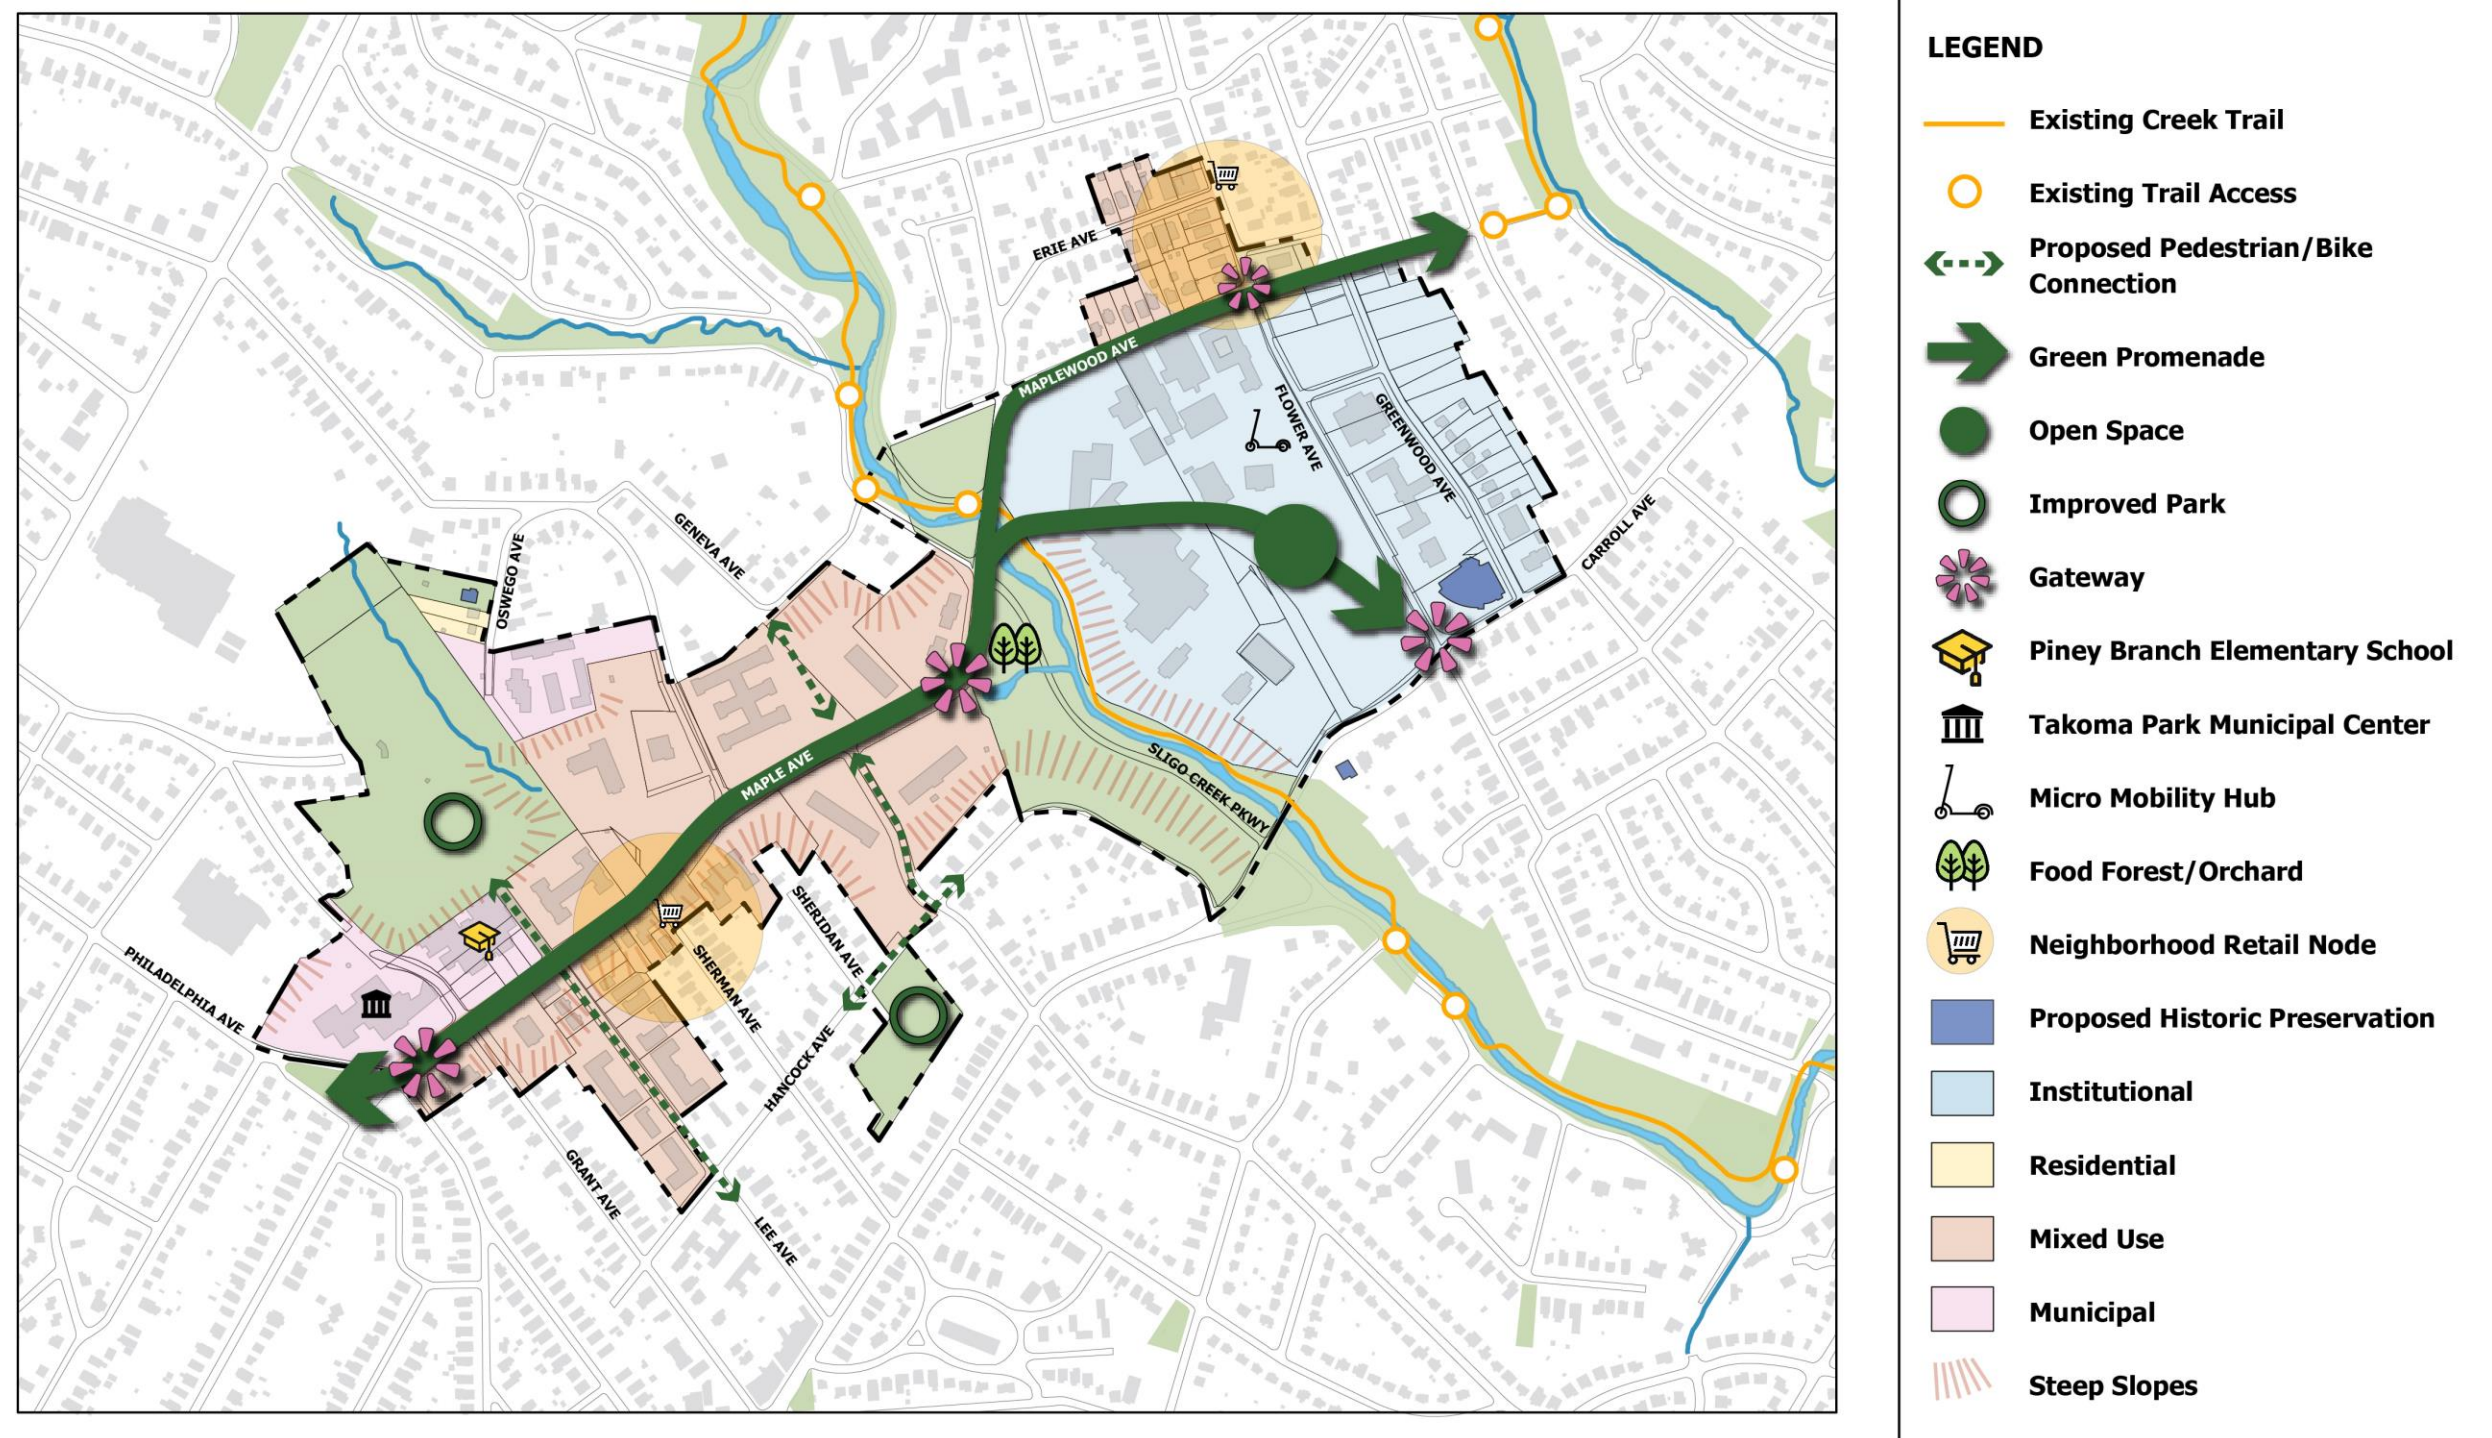 ERIE AVE
MAPLEWOOD AVE
FLOWER AVE
GREENWOOD AVE
CARROLL AVE
GENEVA AVE
OSWEGO AVE
MAPLE AVE
SLIGO CREEK PKWY
SHERIDAN AVE
SHERMAN AVE
PHILADELPHIA AVE
HANCOCK AVE
GRANT AVE
LEE AVE
LEGEND
Existing Creek Trail
Existing Trail Access
Proposed Pedestrian/Bike
Connection
Green Promenade
Open Space
Improved Park
Gateway
Piney Branch Elementary School
Takoma Park Municipal Center
Micro Mobility Hub
Food Forest/Orchard
Neighborhood Retail Node
Proposed Historic Preservation
Institutional
Residential
Mixed Use
Municipal
Steep Slopes